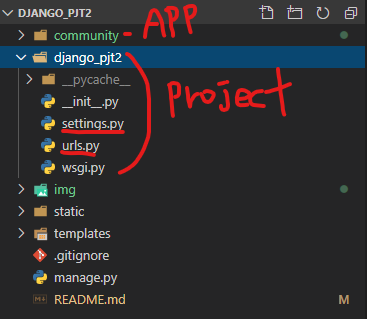 DJANGO_PJT2
community - APP
django_pjt2
__pycache__
__init__.py
settings.py
urls.py
wsgi.py
project
img
static
templates
.gitignore
manage.py
README.md M